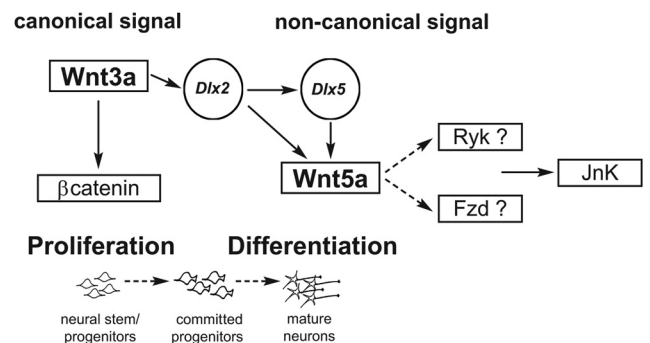 canonical signal
non-canonical signal
Wnt3a
Dlx2
Dlx5
Ryk ?
Wnt5a
JnK
βcatenin
Fzd ?
Proliferation
Differentiation
neural stem/
progenitors
committed
progenitors
mature
neurons